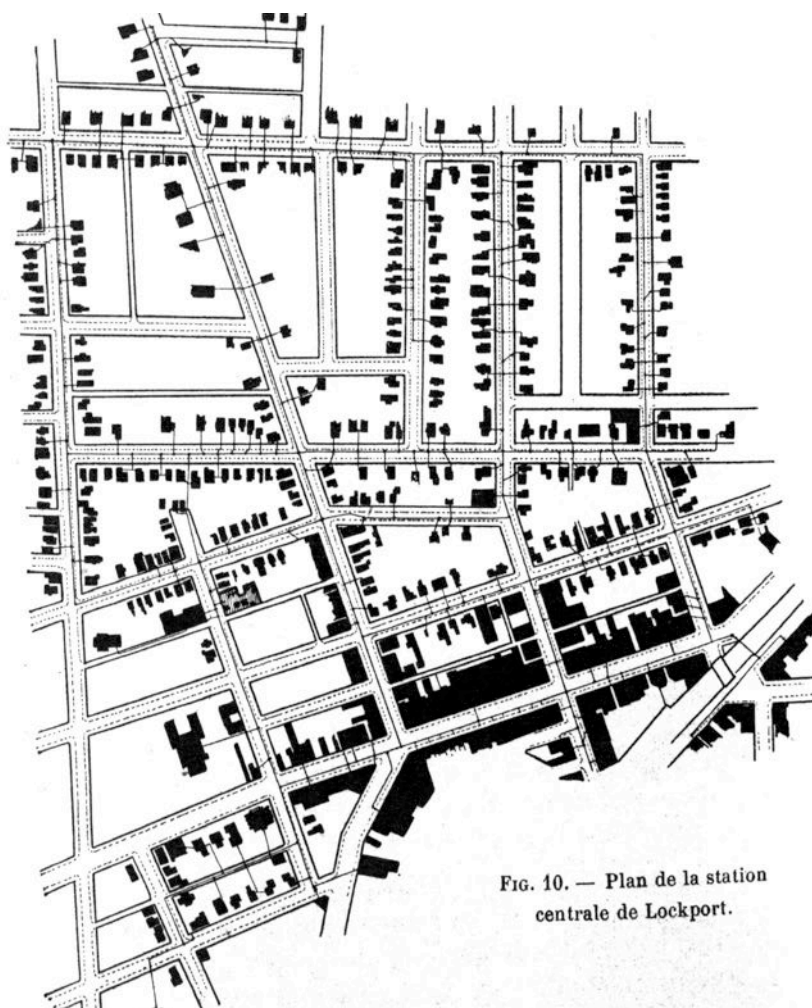 FIG. 10. — Plan de la station
centrale de Lockport.